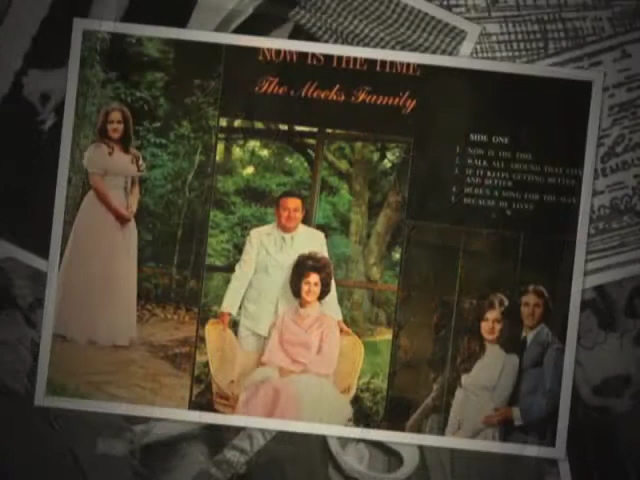 NOW IS THE TIME
The Meeks Family
SIDE ONE
1. NOW IS THE TIME
2. WALK ALL AROUND THAT CITY
3. IF IT KEEPS GETTING BETTER
AND BETTER
4. HERE'S A SONG FOR THE MAN
5. BECAUSE HE LIVES